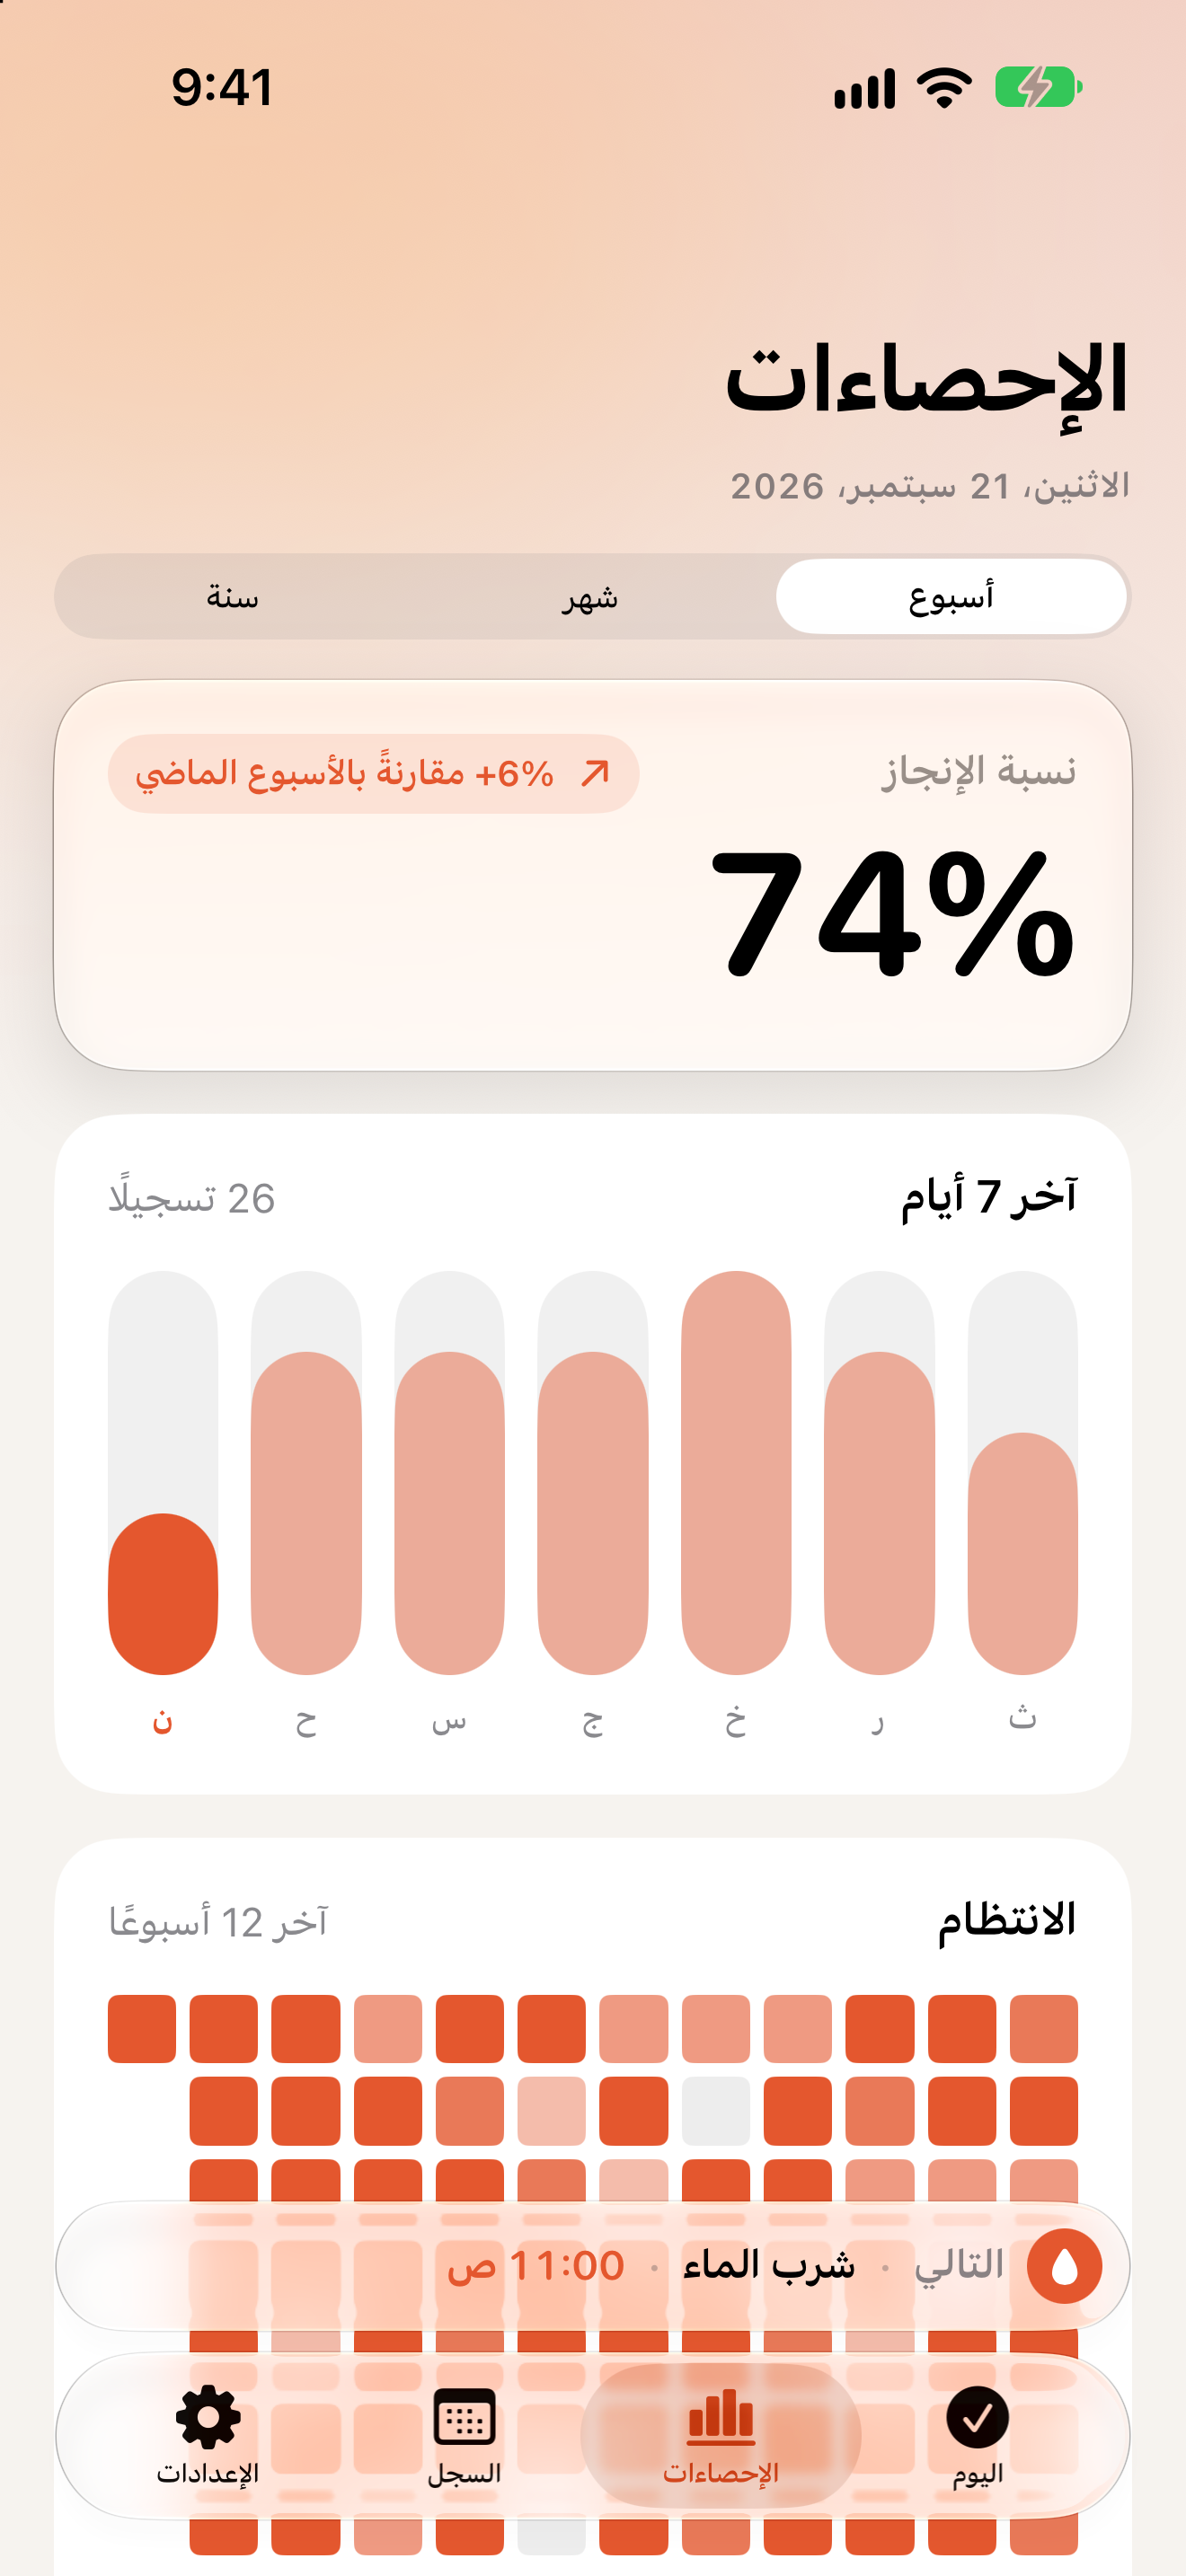 9:41
الإحصاءات
الاثنين، 21 سبتمبر، 2026
أسبوع
شهر
سنة
نسبة الإنجاز
+6% مقارنةً بالأسبوع الماضي
74%
آخر 7 أيام
26 تسجيلًا
ث ر خ ج س ح ن
الانتظام
آخر 12 أسبوعًا
التالي · شرب الماء · 11:00 ص
اليوم
الإحصاءات
السجل
الإعدادات